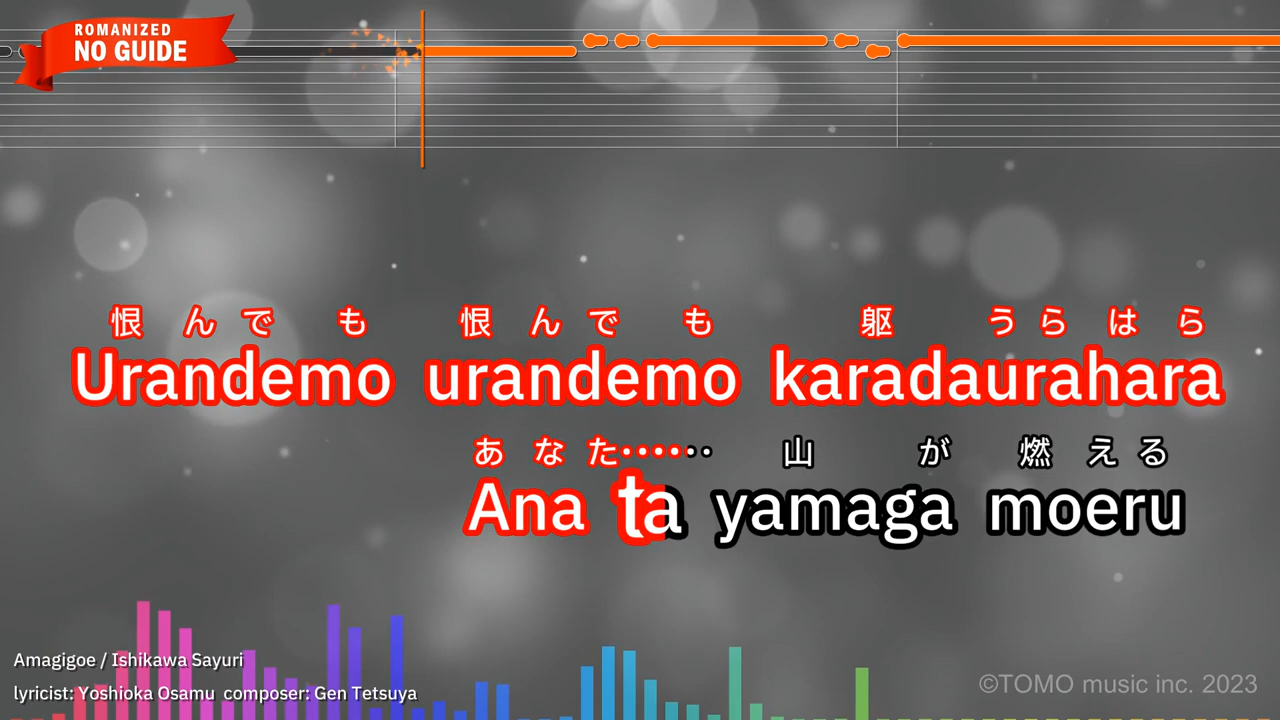 ROMANIZED
NO GUIDE
恨んでも 恨んでも 躯うらはら
Urandemo urandemo karadaurahara
あなた‥‥‥‥ 山が燃える
Ana ta yamaga moeru
Amagigoe / Ishikawa Sayuri
lyricist: Yoshioka Osamu composer: Gen Tetsuya
©TOMO music inc. 2023